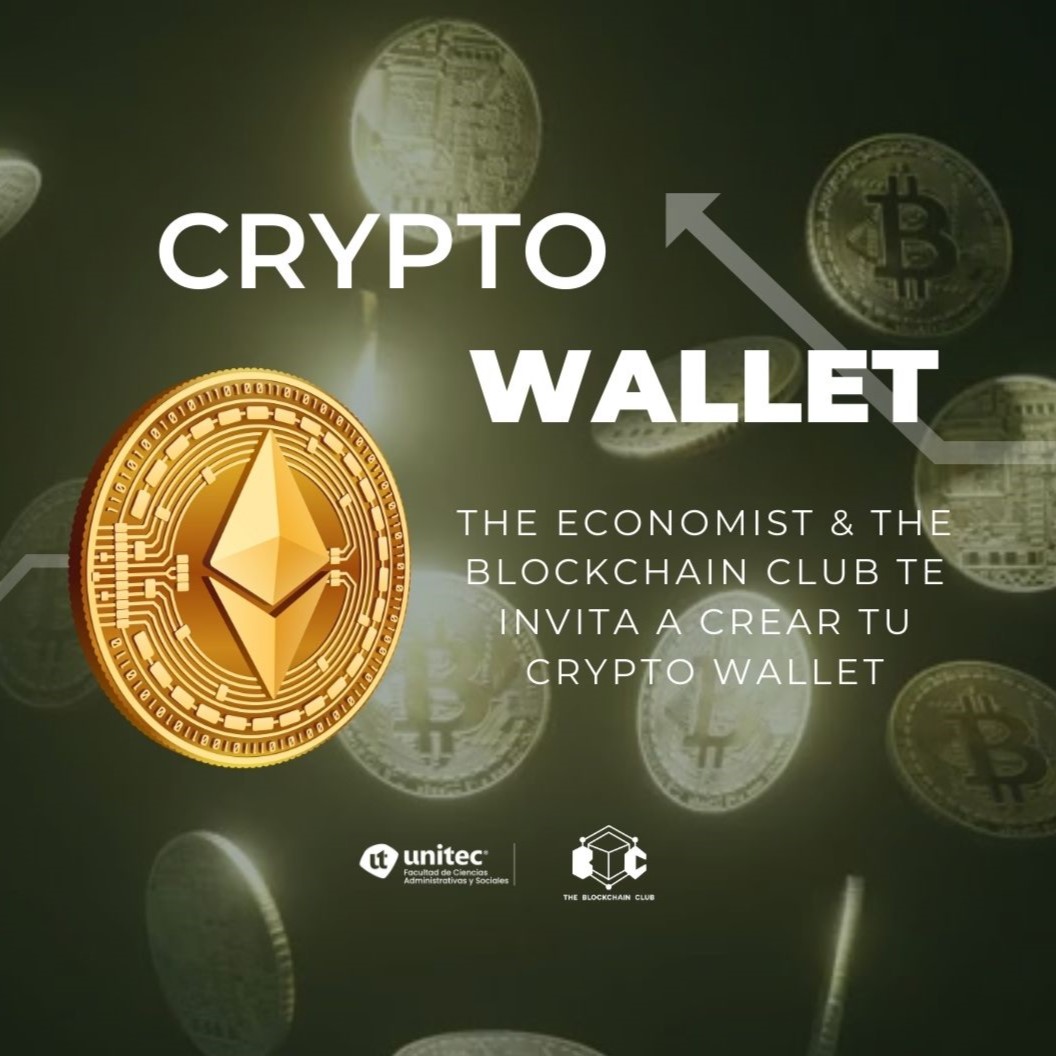 CRYPTO
WALLET
THE ECONOMIST & THE
BLOCKCHAIN CLUB TE
INVITA A CREAR TU
CRYPTO WALLET
ut unitec®
Facultad de Ciencias
Administrativas y Sociales
B C
THE BLOCKCHAIN CLUB